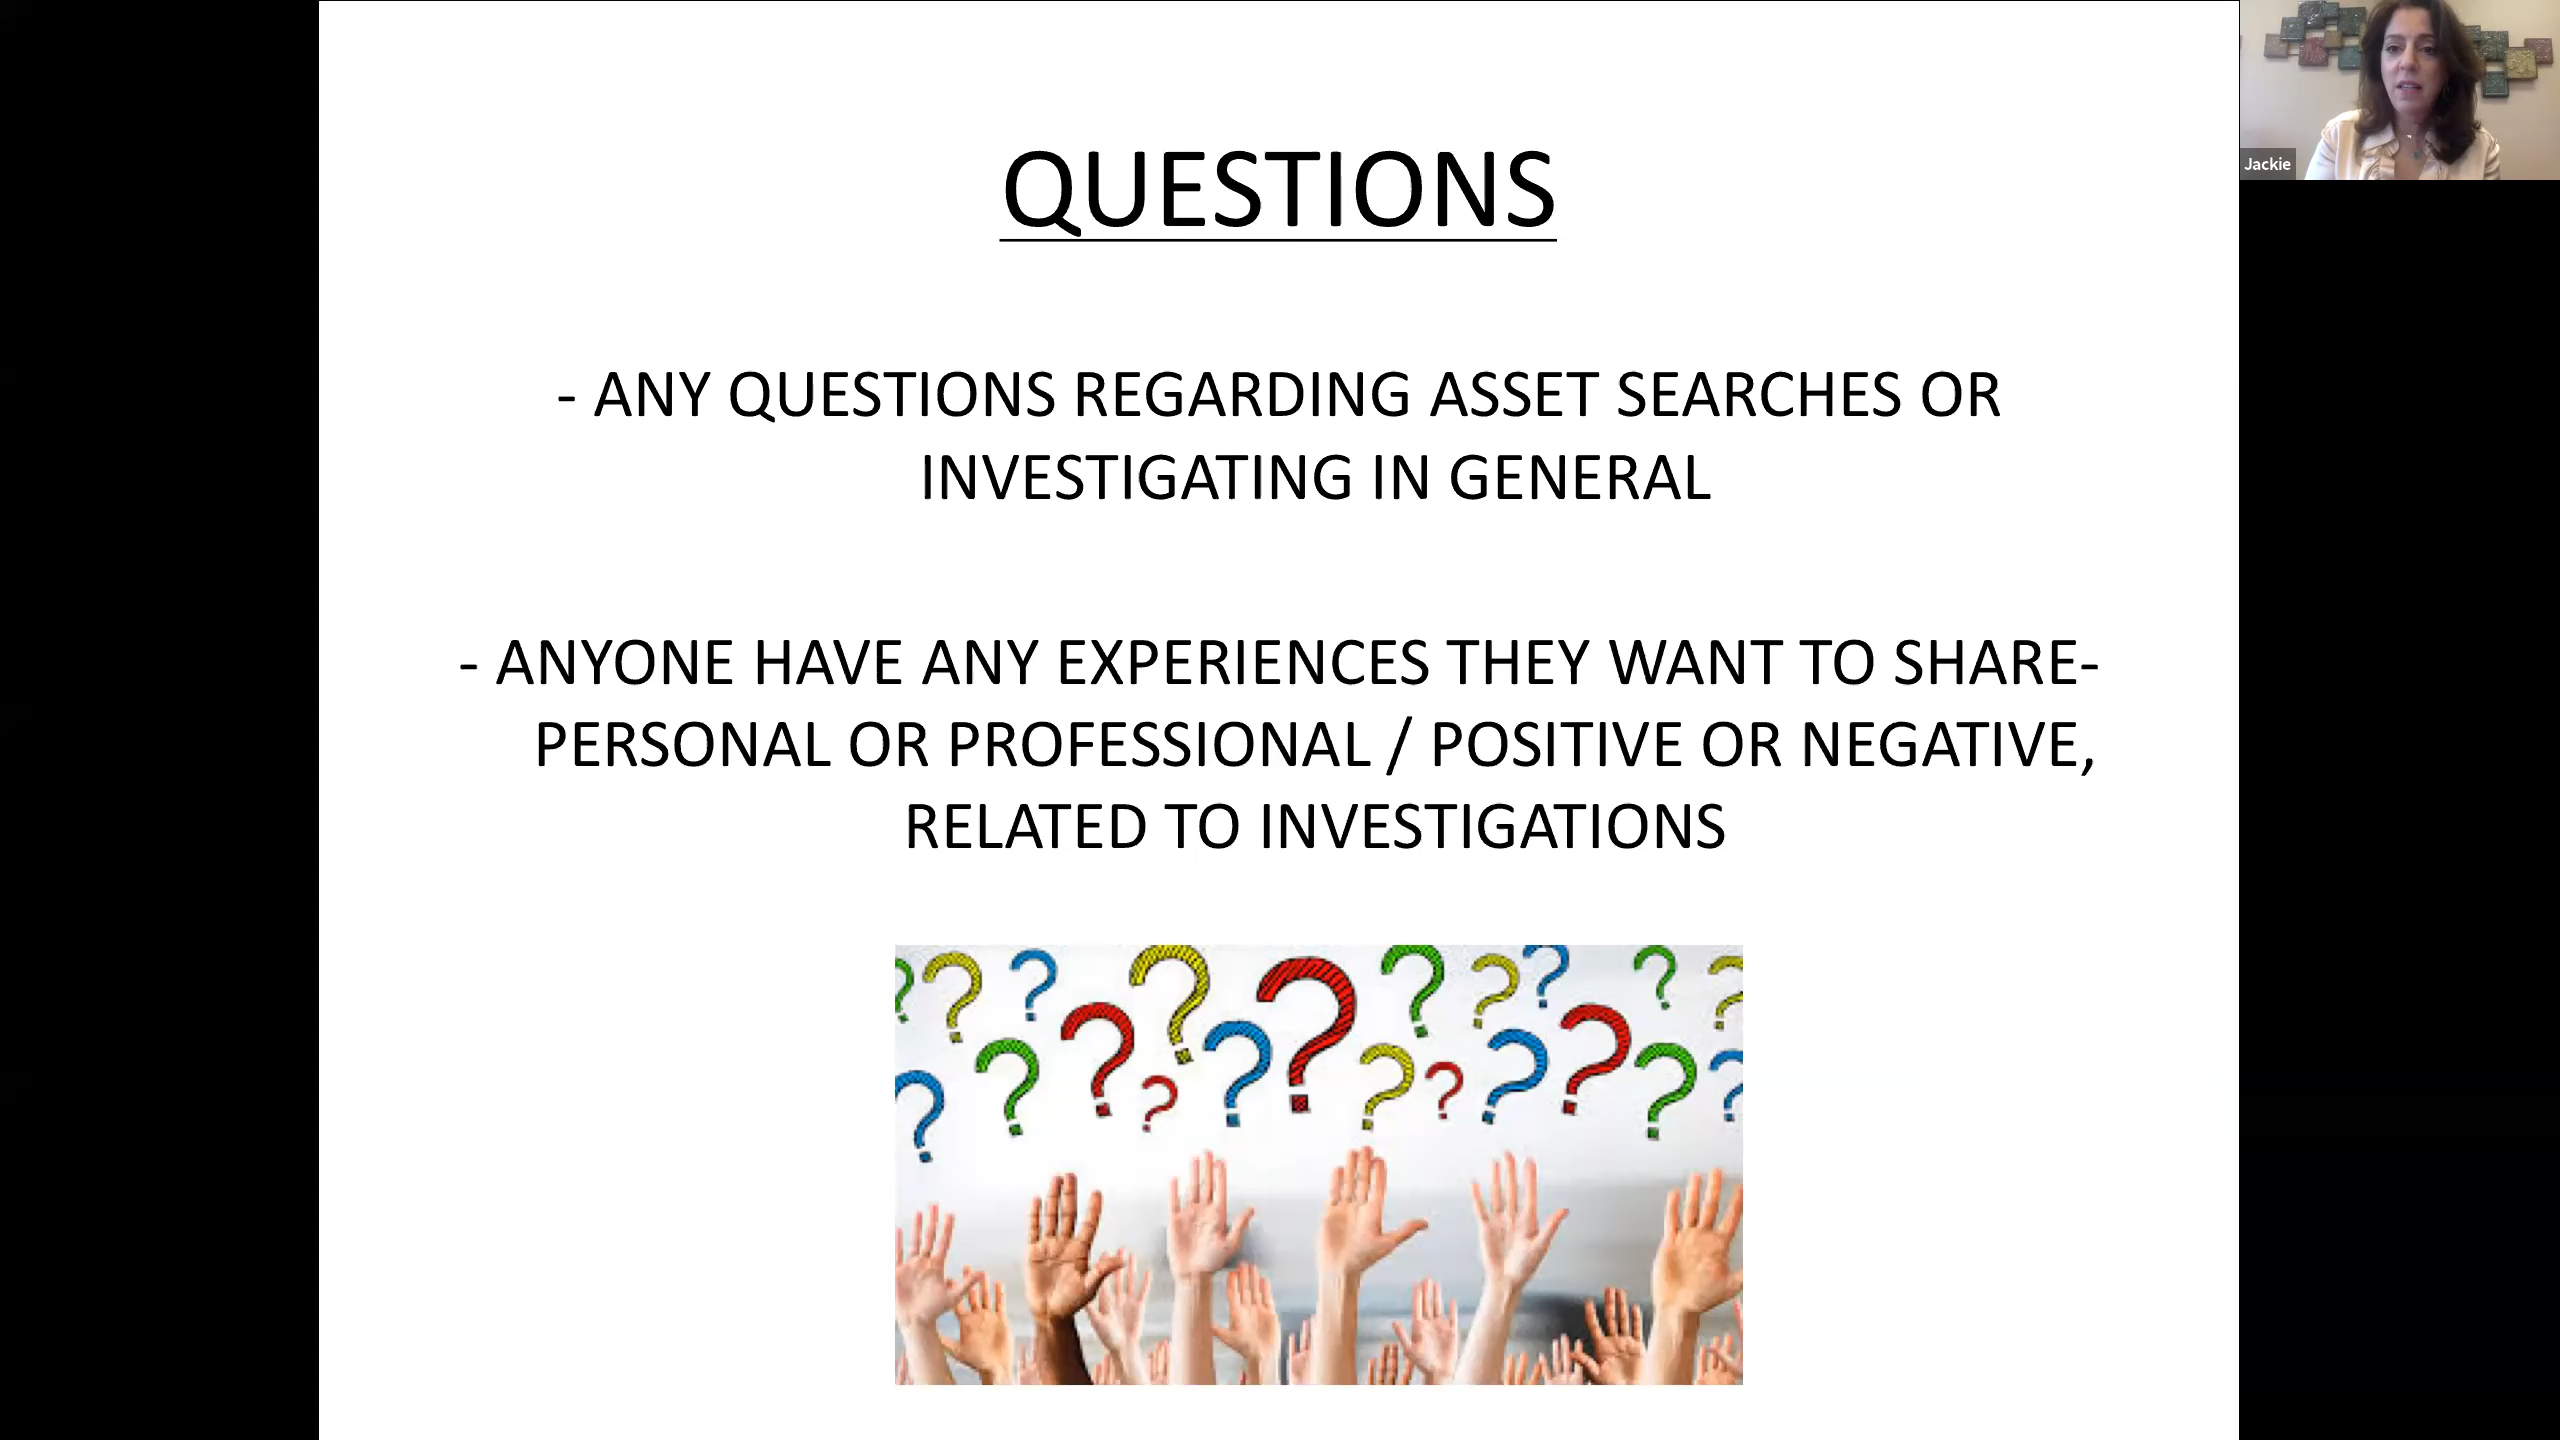 QUESTIONS
- ANY QUESTIONS REGARDING ASSET SEARCHES OR
INVESTIGATING IN GENERAL
- ANYONE HAVE ANY EXPERIENCES THEY WANT TO SHARE-
PERSONAL OR PROFESSIONAL / POSITIVE OR NEGATIVE,
RELATED TO INVESTIGATIONS
Jackie